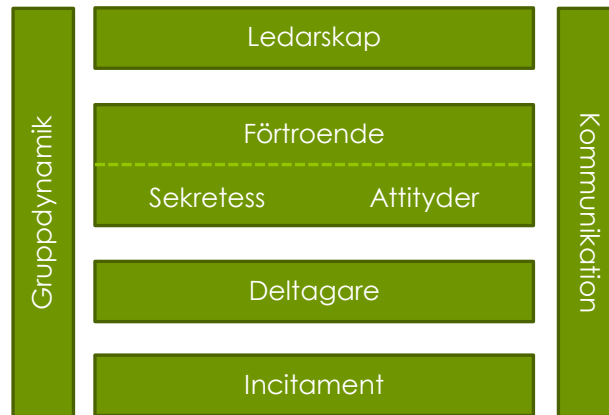 Gruppdynamik
Ledarskap
Förtroende
Sekretess Attityder
Deltagare
Incitament
Kommunikation